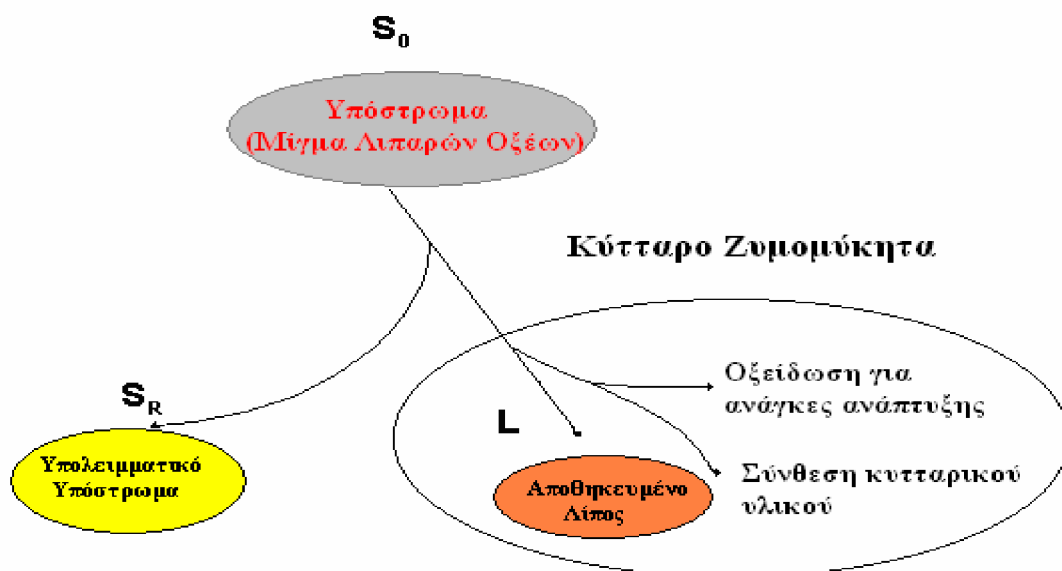 S0
Υπόστρωμα
(Μίγμα Λιπαρών Οξέων)
Κύτταρο Ζυμομύκητα
Οξείδωση για
ανάγκες ανάπτυξης
SR
L
Υπολειμματικό
Υπόστρωμα
Αποθηκευμένο
Λίπος
Σύνθεση κυτταρικού
υλικού